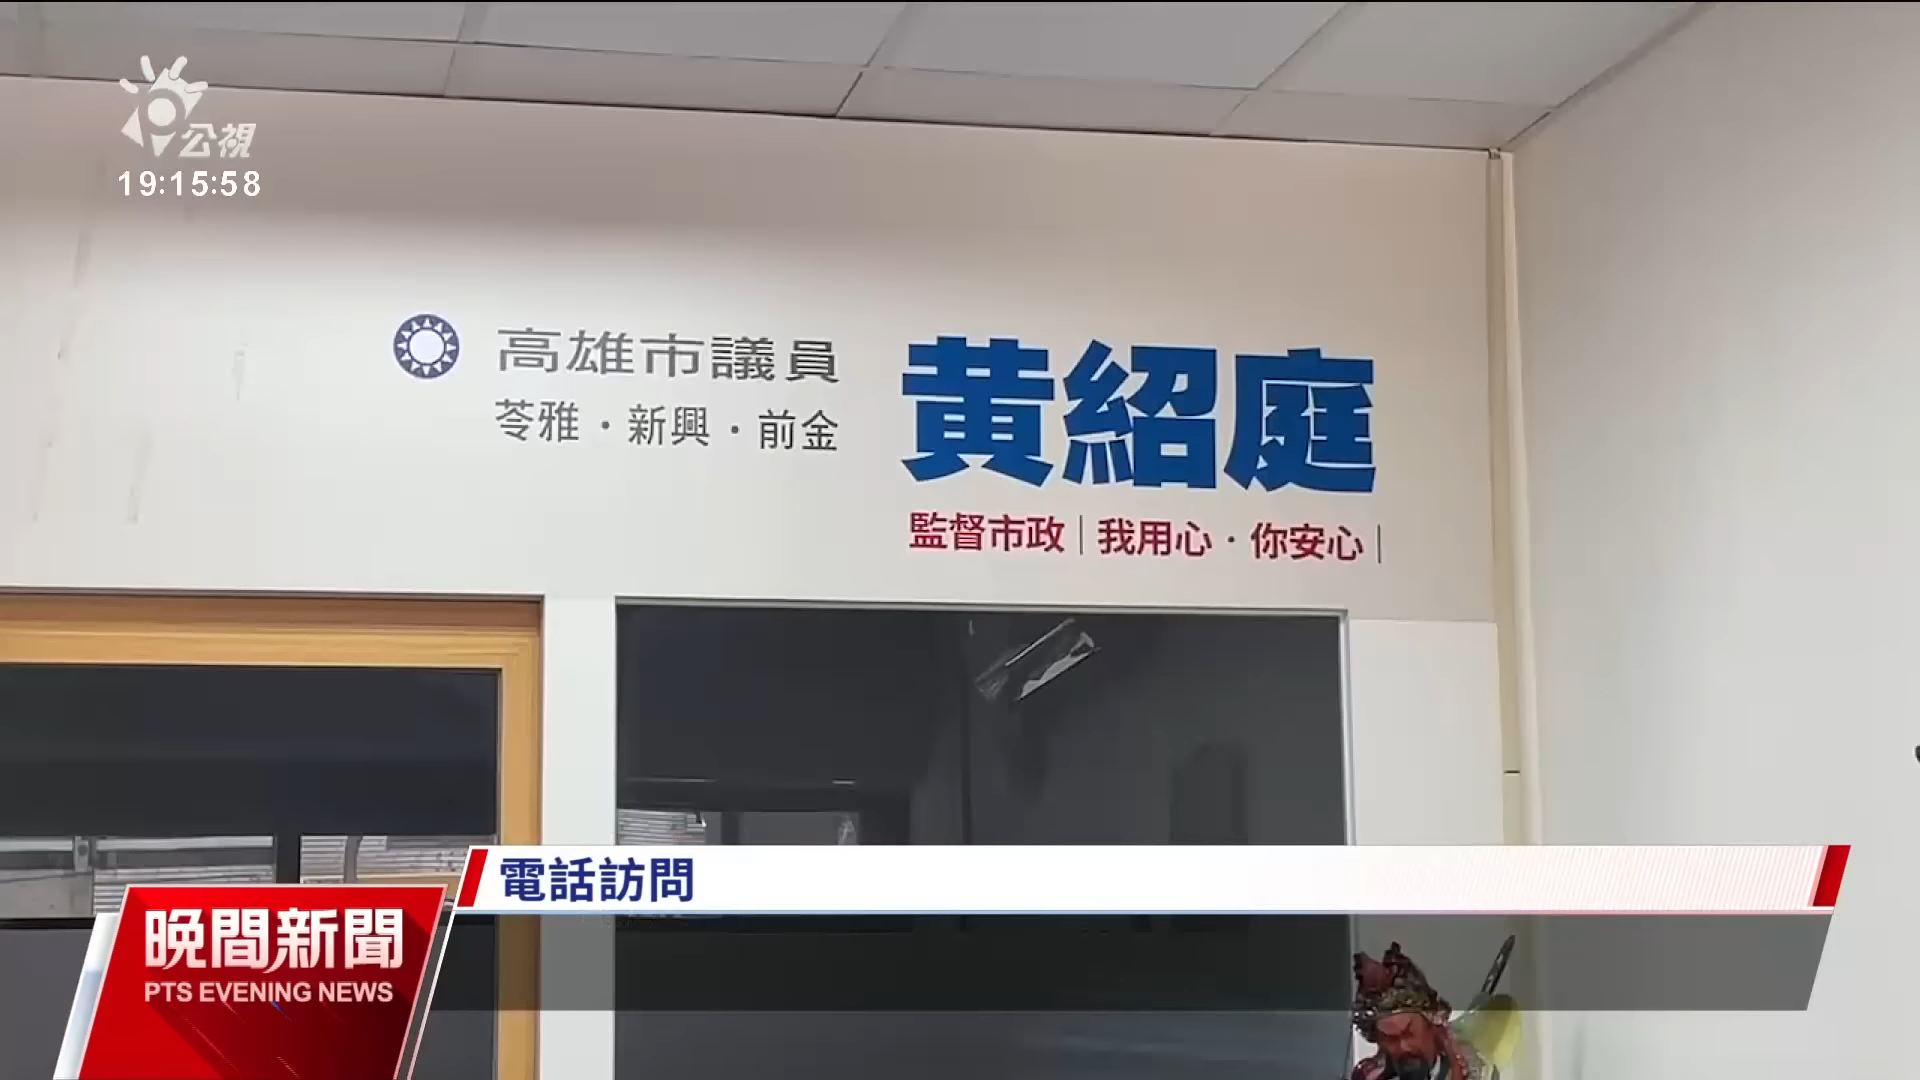 公視
19:15:58
高雄市議員
苓雅·新興·前金
黃紹庭
監督市政|我用心·你安心|
電話訪問
晚間新聞
PTS EVENING NEWS